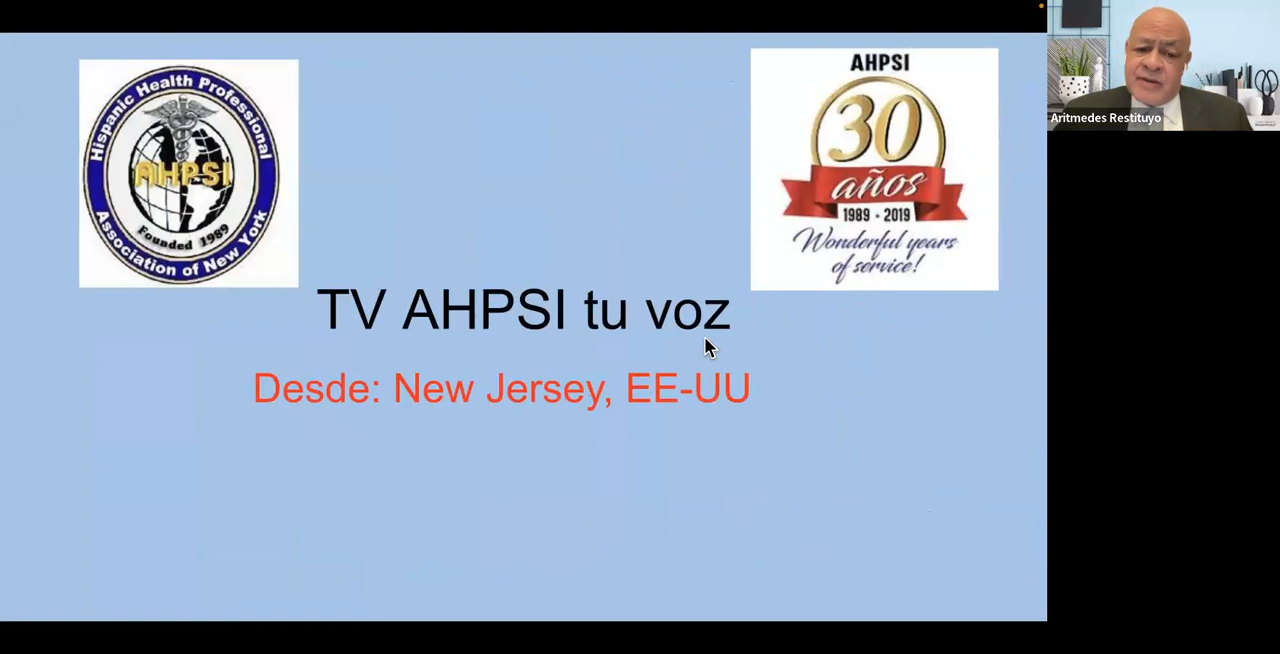 Hispanic Health Professional
AHPSI
Founded 1989
Association of New York
AHPSI
30
años
1989 - 2019
Wonderful years
of service!
Aritmedes Restituyo
TV AHPSI tu voz
Desde: New Jersey, EE-UU